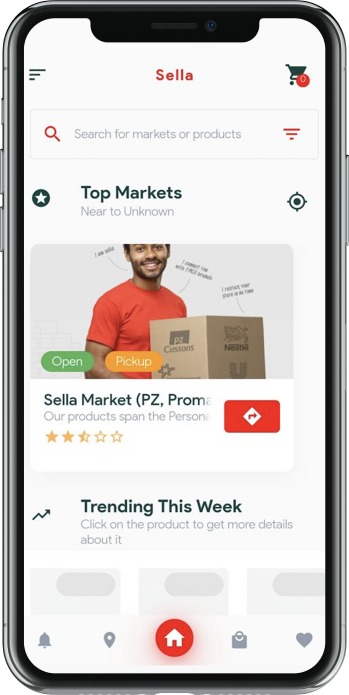 Sella
0
Search for markets or products
Top Markets
Near to Unknown
I am sella
I connect you
with FMCG brands
I restock your
store in no time
PZ
Cussons
Nestlé
Open
Pickup
Sella Market (PZ, Proma
Our products span the Persona
Trending This Week
Click on the product to get more details
about it